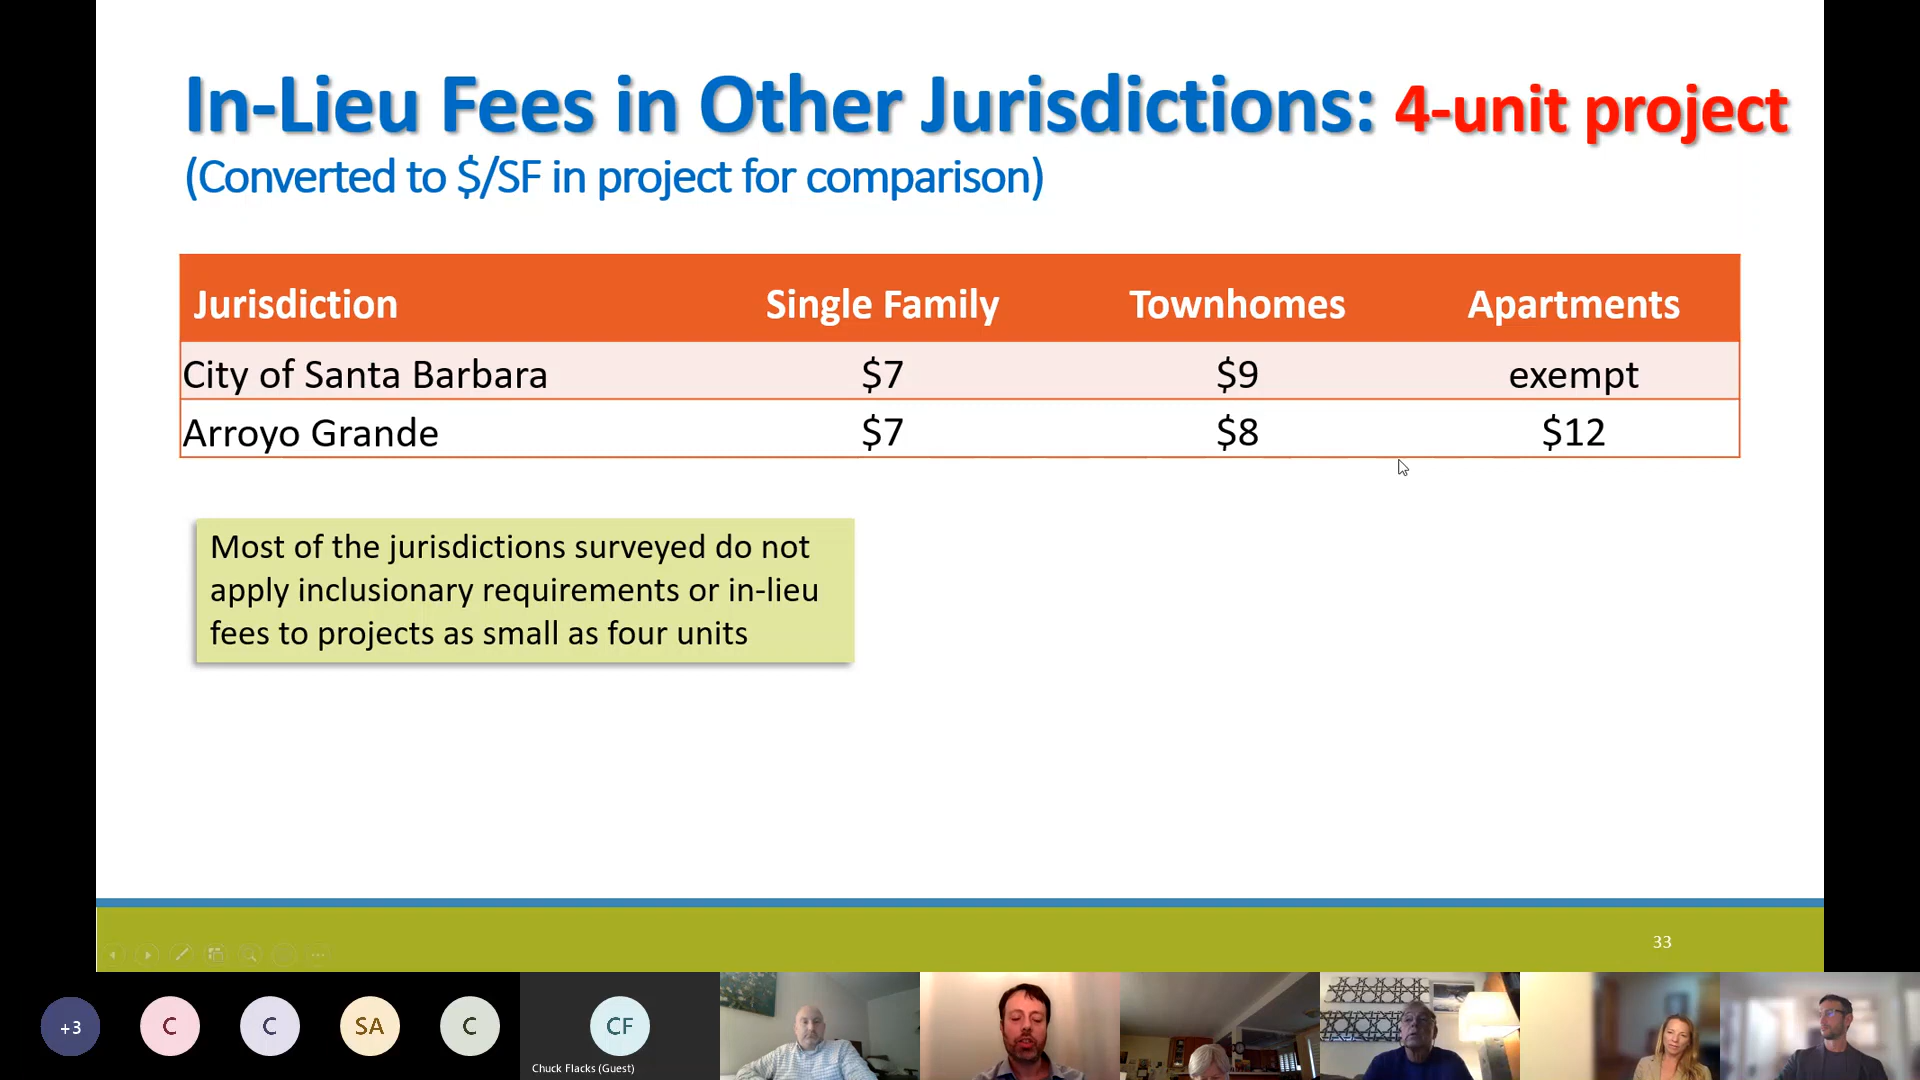 In-Lieu Fees in Other Jurisdictions: 4-unit project
(Converted to $/SF in project for comparison)
Jurisdiction Single Family Townhomes Apartments
City of Santa Barbara $7 $9 exempt
Arroyo Grande $7 $8 $12
Most of the jurisdictions surveyed do not
apply inclusionary requirements or in-lieu
fees to projects as small as four units
33
+3 C C SA C CF
Chuck Flacks (Guest)